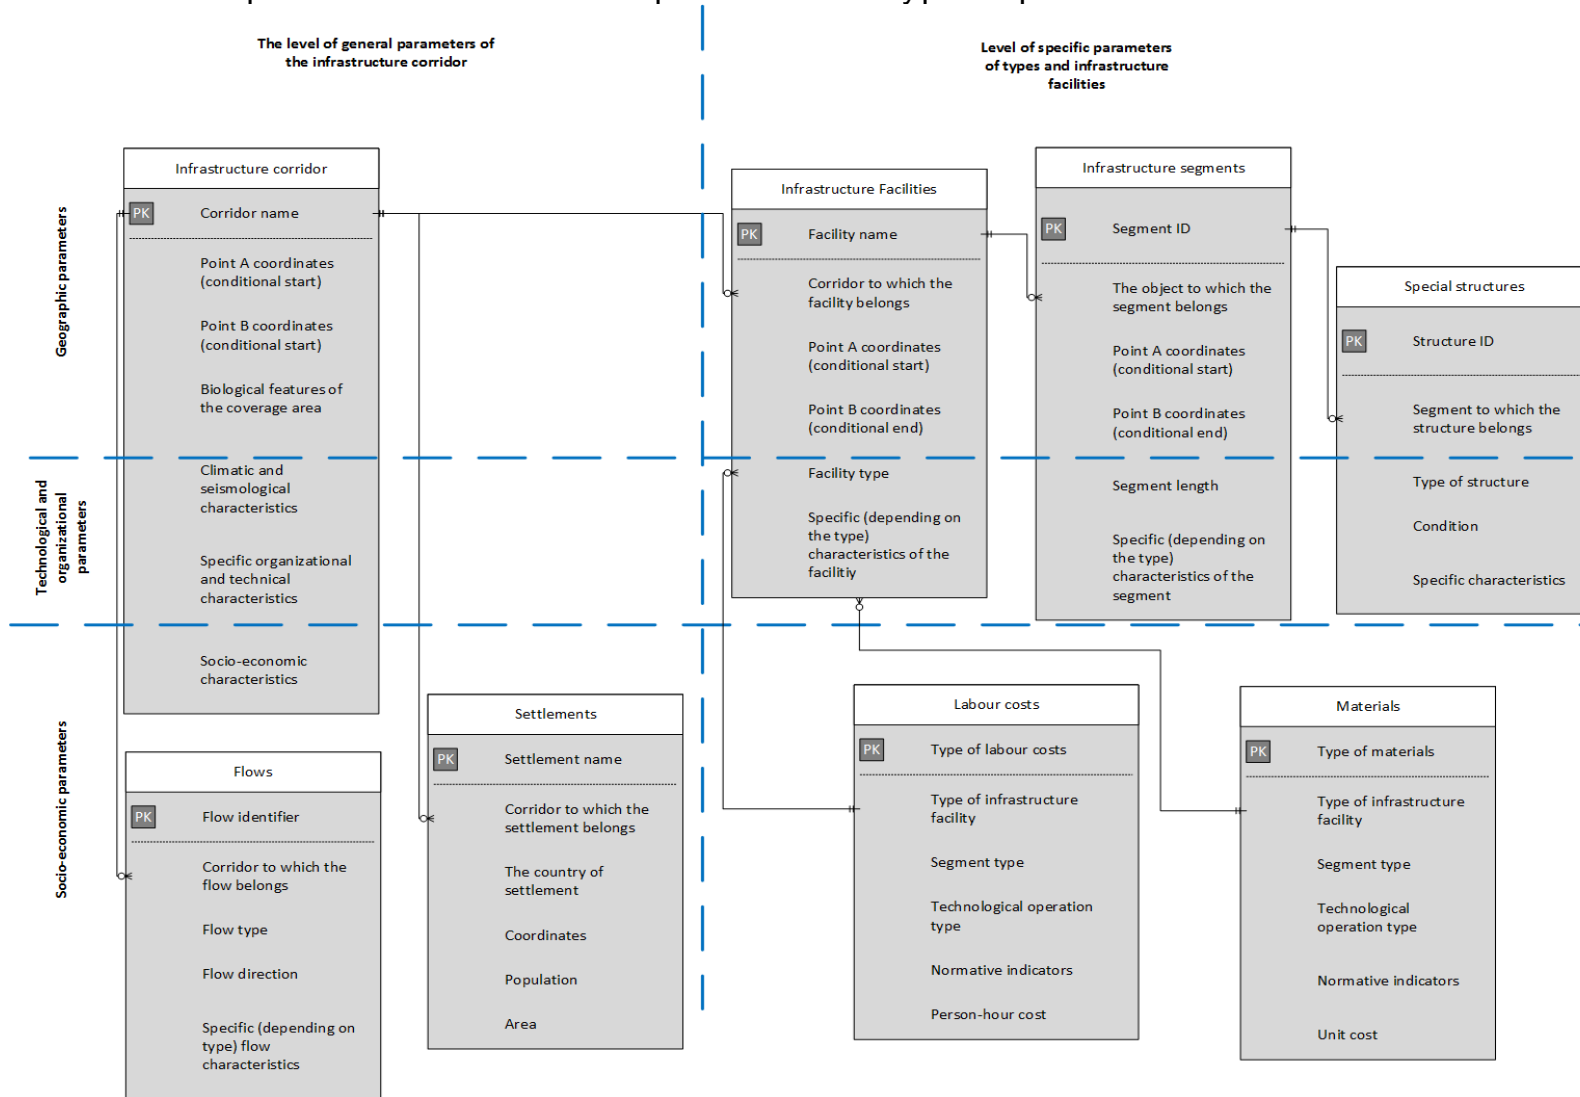 The level of general parameters of
the infrastructure corridor
Level of specific parameters
of types and infrastructure
facilities
Geographic parameters
Technological and
organizational
parameters
Socio-economic parameters
Infrastructure corridor
PK
Corridor name
Point A coordinates
(conditional start)
Point B coordinates
(conditional start)
Biological features of
the coverage area
Climatic and
seismological
characteristics
Specific organizational
and technical
characteristics
Socio-economic
characteristics
Flows
PK
Flow identifier
Corridor to which the
flow belongs
Flow type
Flow direction
Specific (depending on
type) flow
characteristics
Settlements
PK
Settlement name
Corridor to which the
settlement belongs
The country of
settlement
Coordinates
Population
Area
Infrastructure Facilities
PK
Facility name
Corridor to which the
facility belongs
Point A coordinates
(conditional start)
Point B coordinates
(conditional end)
Facility type
Specific (depending on
the type)
characteristics of the
facilitiy
Infrastructure segments
PK
Segment ID
The object to which the
segment belongs
Point A coordinates
(conditional start)
Point B coordinates
(conditional end)
Segment length
Specific (depending on
the type)
characteristics of the
segment
Special structures
PK
Structure ID
Segment to which the
structure belongs
Type of structure
Condition
Specific characteristics
Labour costs
PK
Type of labour costs
Type of infrastructure
facility
Segment type
Technological operation
type
Normative indicators
Person-hour cost
Materials
PK
Type of materials
Type of infrastructure
facility
Segment type
Technological
operation type
Normative indicators
Unit cost